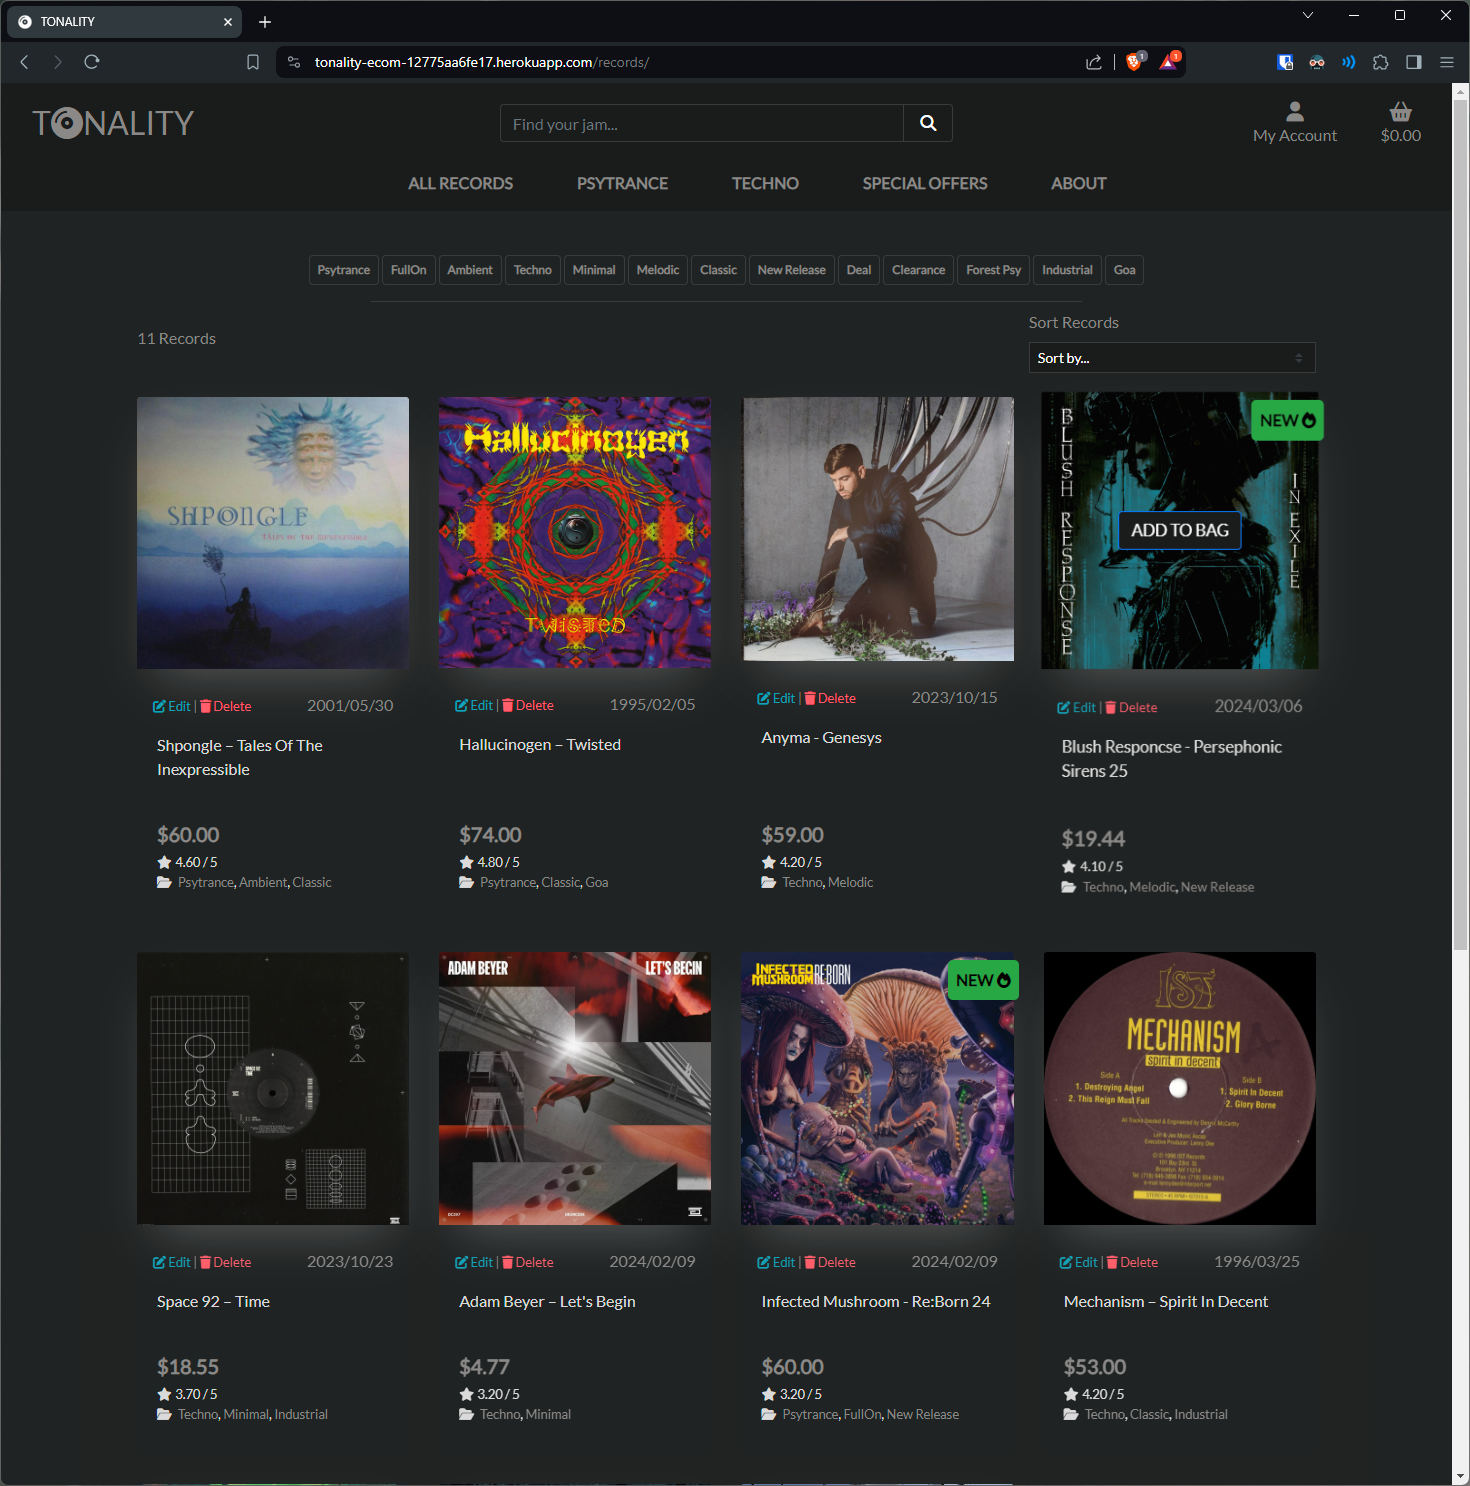 TONALITY
tonality-ecom-12775aa6fe17.herokuapp.com/records/
1
1
TONALITY
Find your jam...
My Account
$0.00
ALL RECORDS PSYTRANCE TECHNO SPECIAL OFFERS ABOUT
Psytrance FullOn Ambient Techno Minimal Melodic Classic New Release Deal Clearance Forest Psy Industrial Goa
11 Records
Sort Records
Sort by...
SHPONGLE
TALES OF THE INEXPRESSIBLE
Hallucinogen
TWISTED
BLUSH RESPONSE
IN EXILE
NEW
ADD TO BAG
Edit | Delete 2001/05/30
Shpongle – Tales Of The
Inexpressible
$60.00
4.60 / 5
Psytrance, Ambient, Classic
Edit | Delete 1995/02/05
Hallucinogen – Twisted
$74.00
4.80 / 5
Psytrance, Classic, Goa
Edit | Delete 2023/10/15
Anyma - Genesys
$59.00
4.20 / 5
Techno, Melodic
Edit | Delete 2024/03/06
Blush Responcse - Persephonic
Sirens 25
$19.44
4.10 / 5
Techno, Melodic, New Release
SPACE 92
TIME
ADAM BEYER LET'S BEGIN
INFECTED
MUSHROOM RE:BORN
NEW
IST
MECHANISM
spirit in decent
Side A
1. Destroying Angel
2. This Reign Must Fall
Side B
1. Spirit In Decent
2. Glory Borne
Edit | Delete 2023/10/23
Space 92 – Time
$18.55
3.70 / 5
Techno, Minimal, Industrial
Edit | Delete 2024/02/09
Adam Beyer – Let's Begin
$4.77
3.20 / 5
Techno, Minimal
Edit | Delete 2024/02/09
Infected Mushroom - Re:Born 24
$60.00
3.20 / 5
Psytrance, FullOn, New Release
Edit | Delete 1996/03/25
Mechanism – Spirit In Decent
$53.00
4.20 / 5
Techno, Classic, Industrial